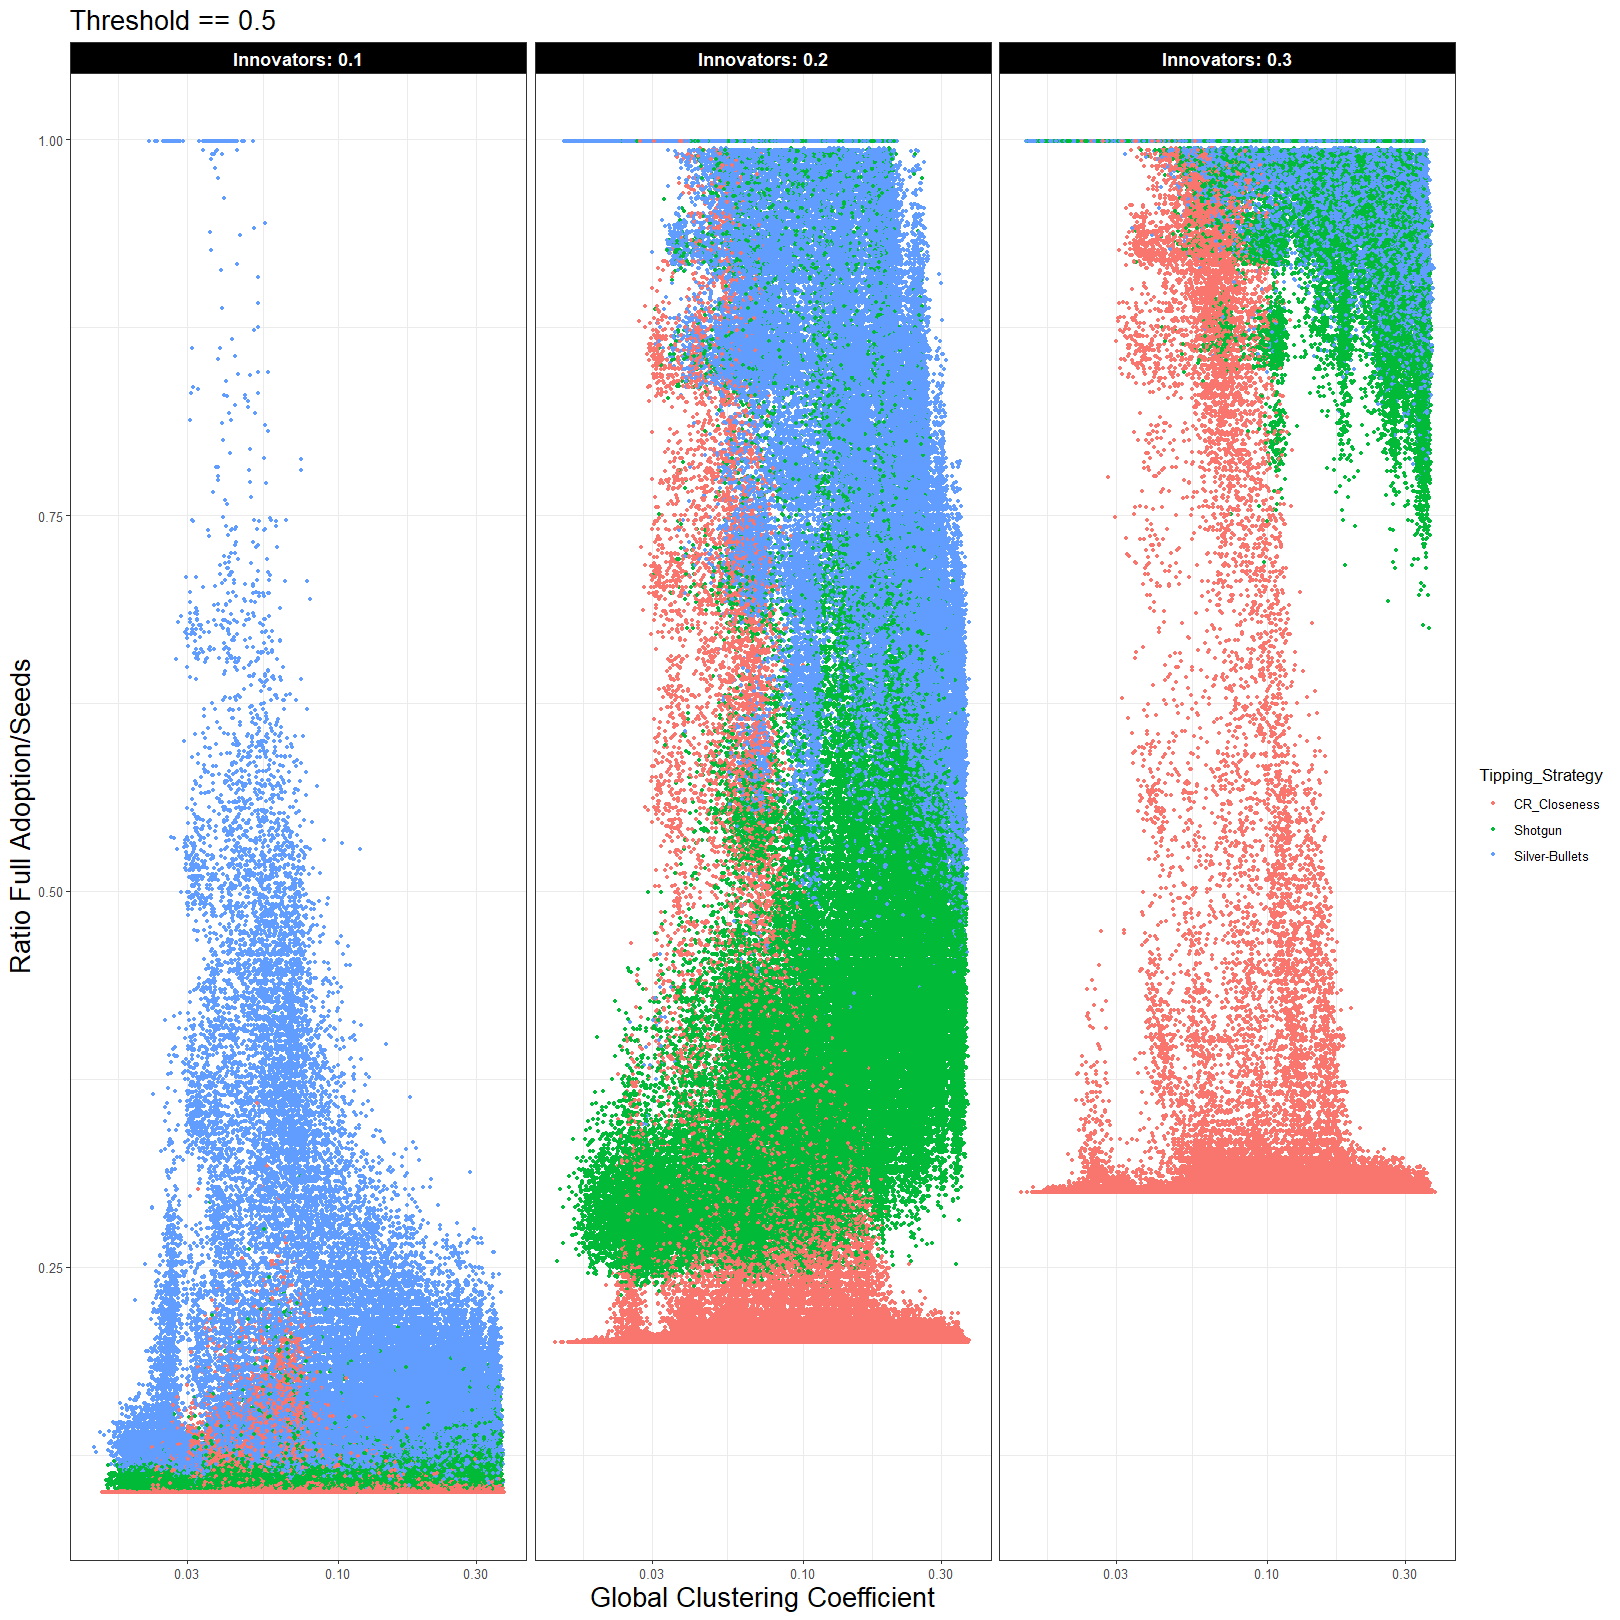 Threshold == 0.5
Innovators: 0.1
Innovators: 0.2
Innovators: 0.3
1.00
0.75
0.50
0.25
Ratio Full Adoption/Seeds
0.03 0.10 0.30
0.03 0.10 0.30
0.03 0.10 0.30
Global Clustering Coefficient
Tipping_Strategy
CR_Closeness
Shotgun
Silver-Bullets